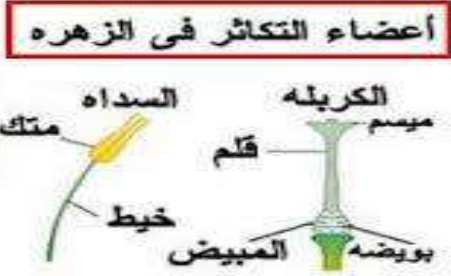 أعضاء التكاثر فى الزهره
الكربله
السداه
ميسم
متك
قلم
خيط
بويضه
المبيض